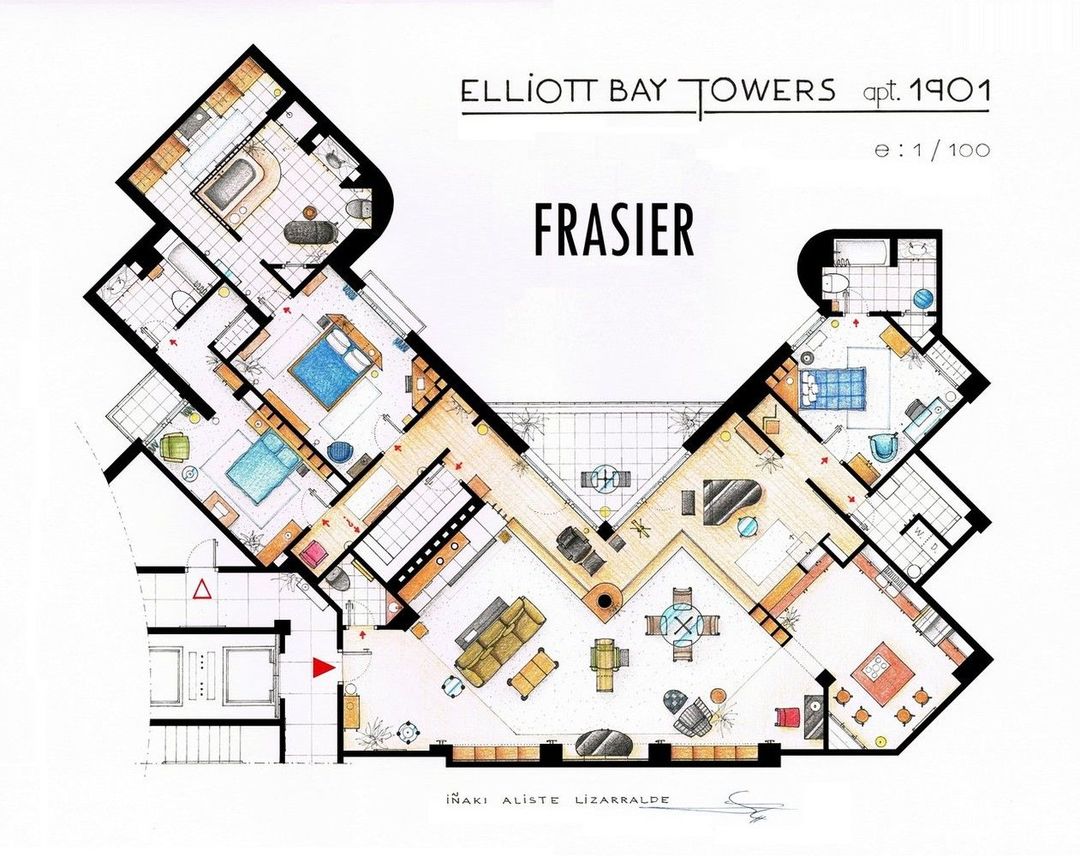 ELLIOTT BAY TOWERS apt. 1901
e : 1 / 100
FRASIER
W D
IÑAKI ALISTE LIZARRALDE